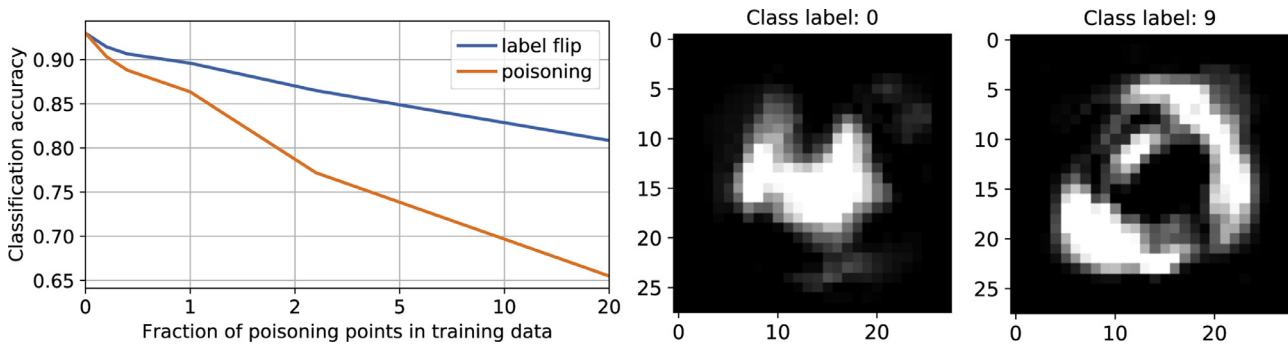 Classification accuracy
0.90
0.85
0.80
0.75
0.70
0.65
0 1 2 5 10 20
Fraction of poisoning points in training data
label flip
poisoning
Class label: 0
0
5
10
15
20
25
0 10 20
Class label: 9
0
5
10
15
20
25
0 10 20